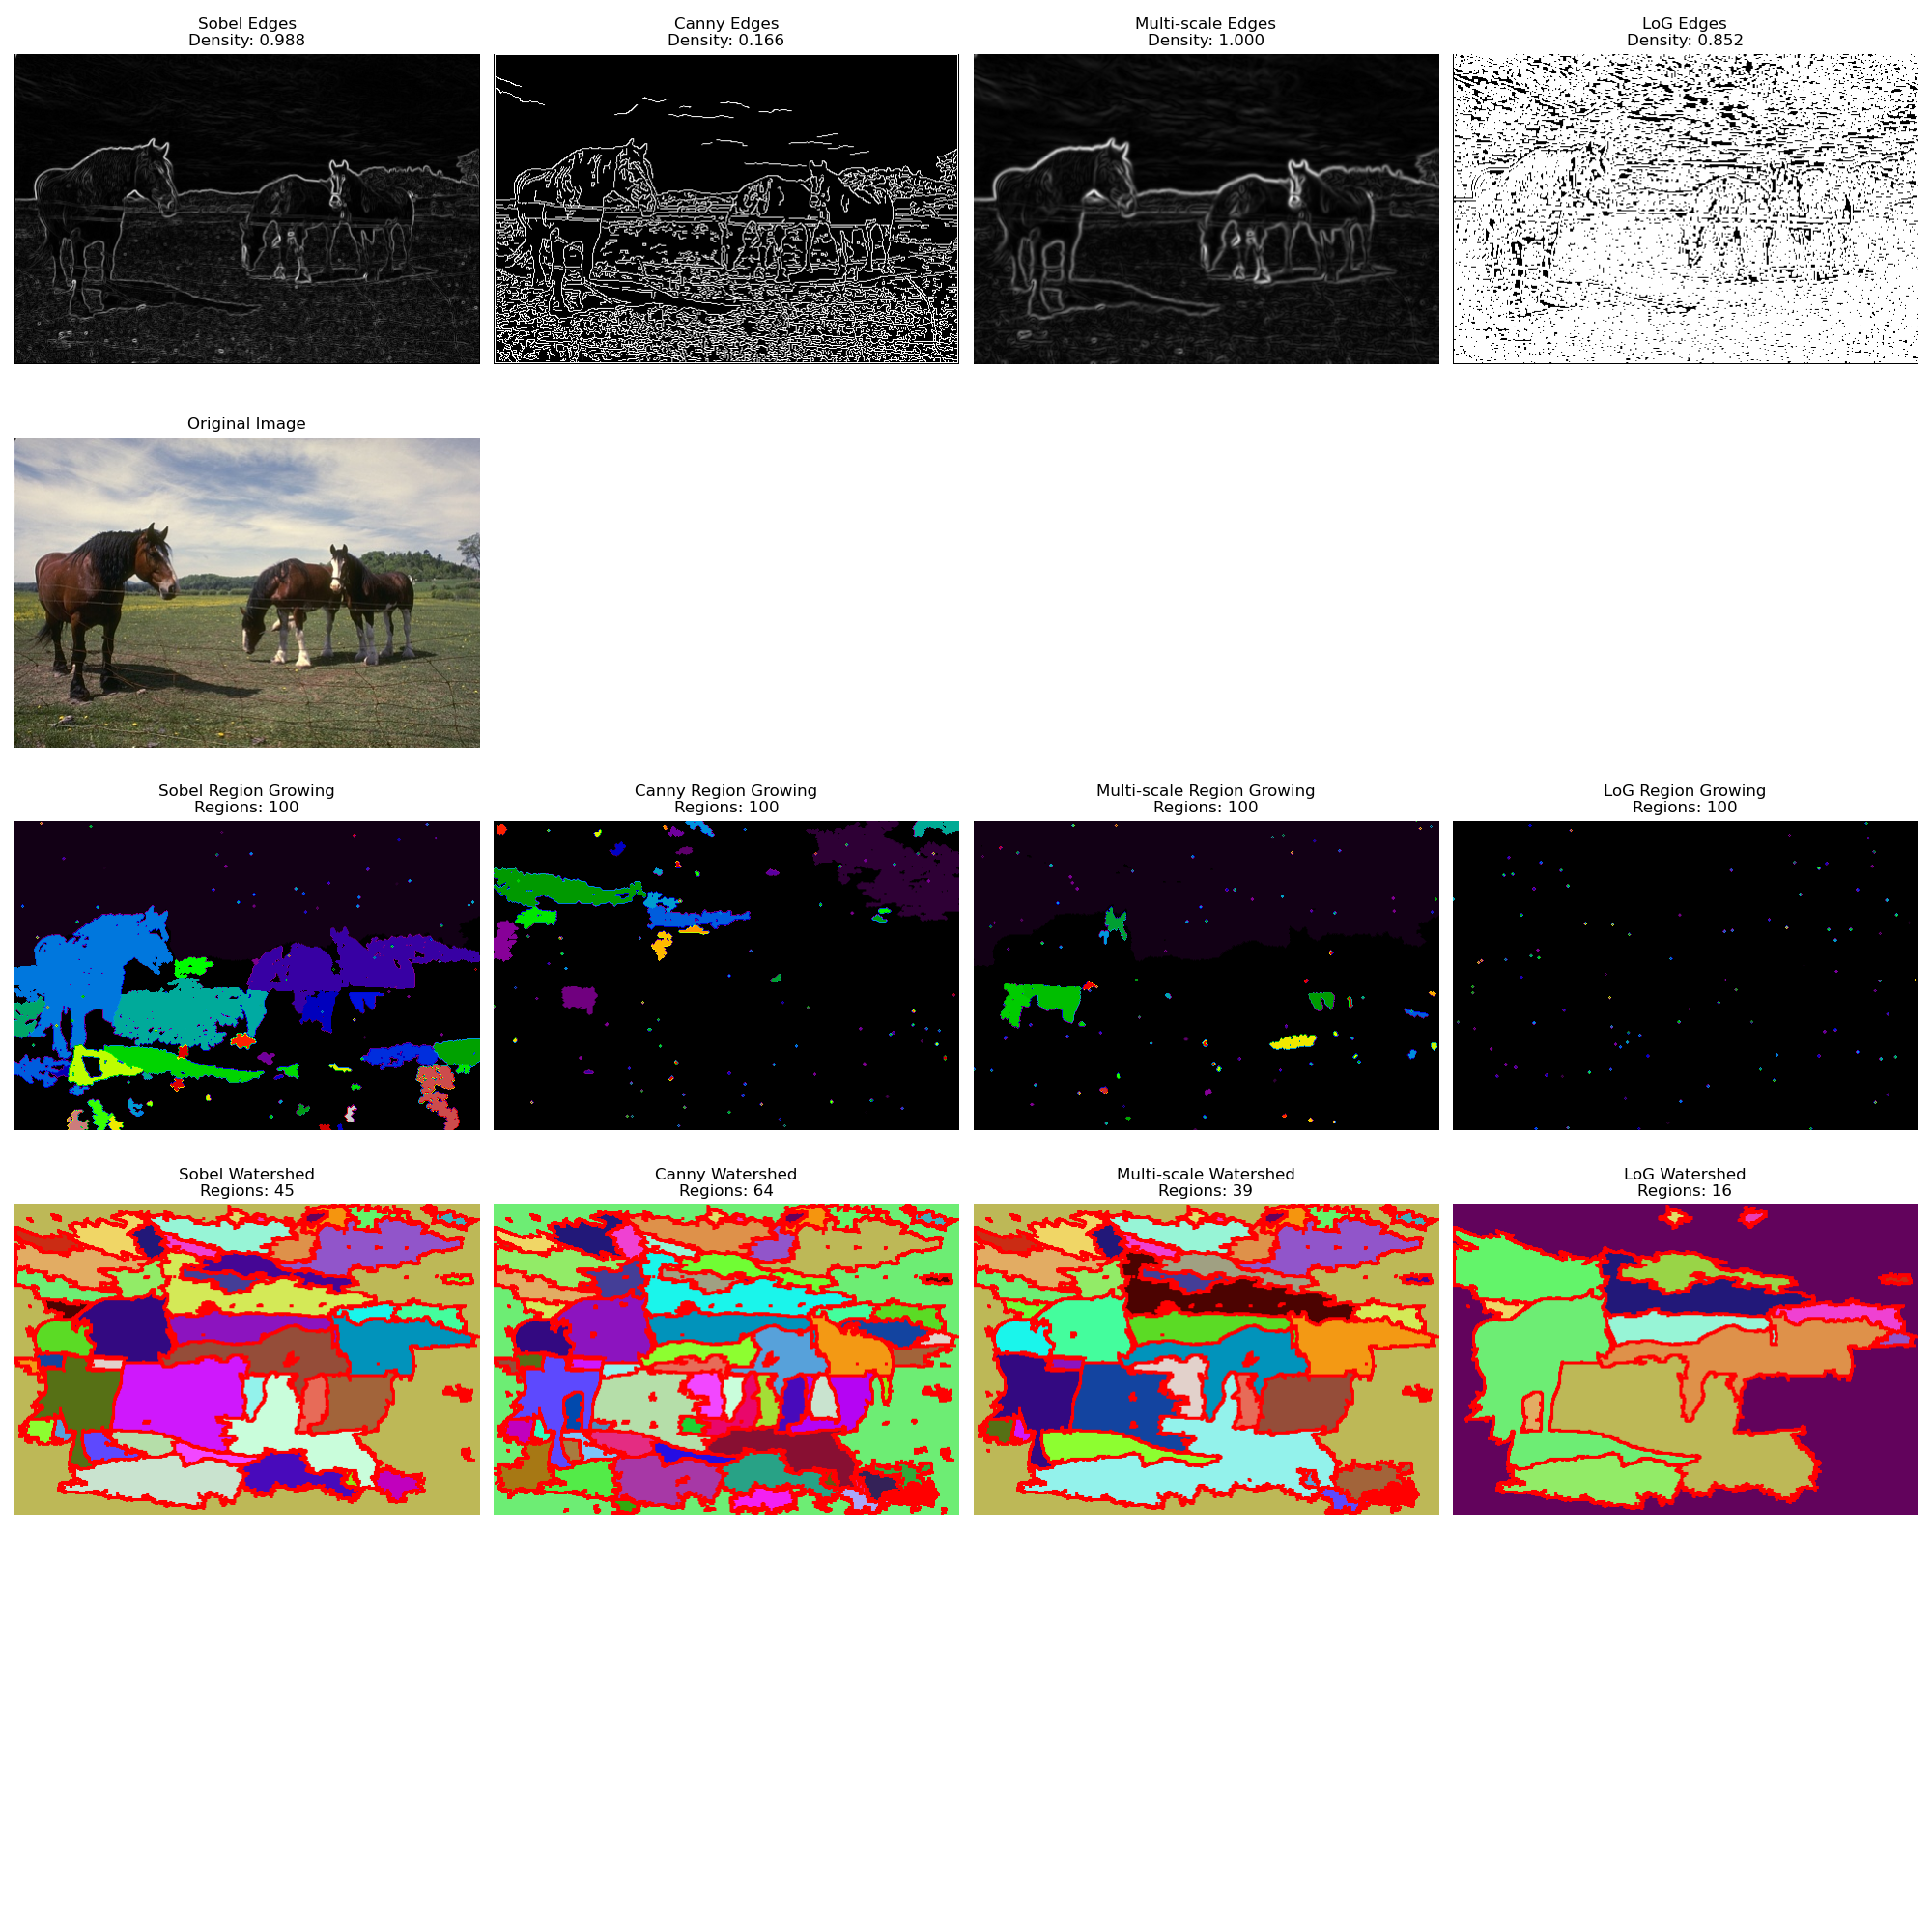 Sobel Edges
Density: 0.988
Canny Edges
Density: 0.166
Multi-scale Edges
Density: 1.000
LoG Edges
Density: 0.852
Original Image
Sobel Region Growing
Regions: 100
Canny Region Growing
Regions: 100
Multi-scale Region Growing
Regions: 100
LoG Region Growing
Regions: 100
Sobel Watershed
Regions: 45
Canny Watershed
Regions: 64
Multi-scale Watershed
Regions: 39
LoG Watershed
Regions: 16